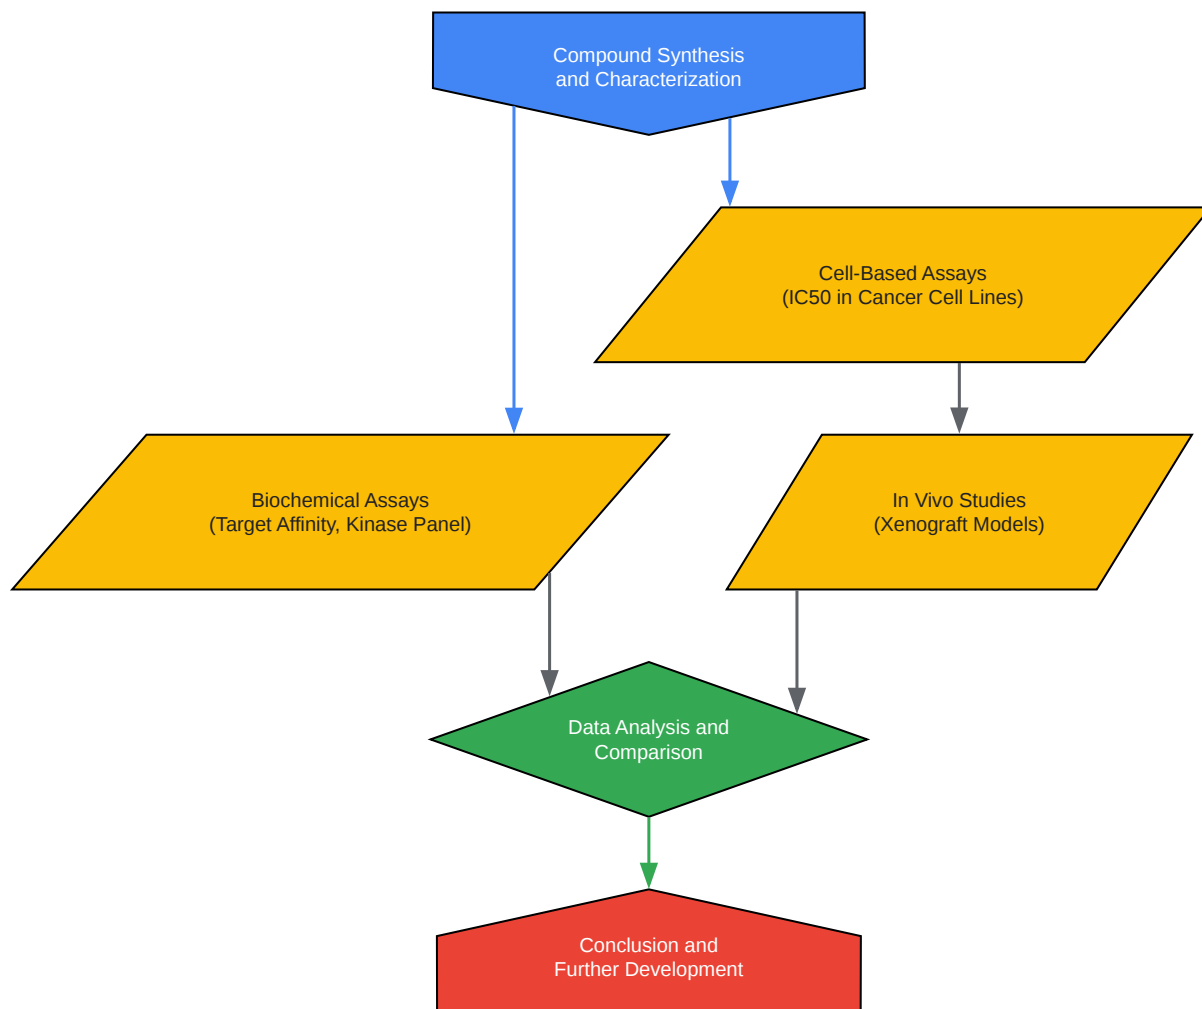 Compound Synthesis
and Characterization
Cell-Based Assays
(IC50 in Cancer Cell Lines)
Biochemical Assays
(Target Affinity, Kinase Panel)
In Vivo Studies
(Xenograft Models)
Data Analysis and
Comparison
Conclusion and
Further Development